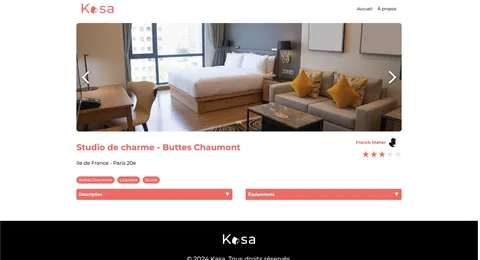 Kasa
Accueil À propos
Studio de charme - Buttes Chaumont
Franck Maher
Ile de France - Paris 20e
Buttes Chaumont
Studio
Description
Équipements
Kasa
© 2024 Kasa. Tous droits réservés